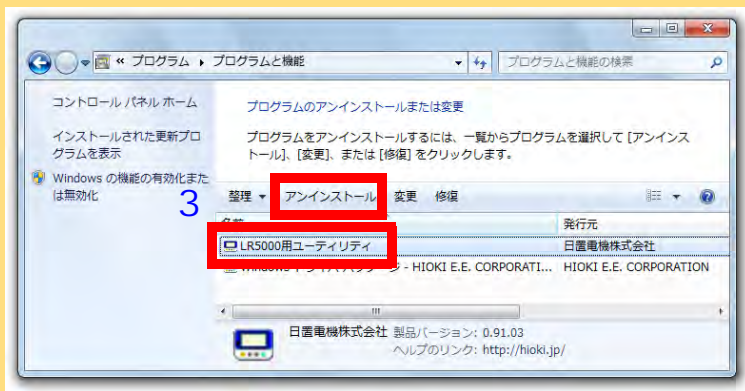 « プログラム ▸ プログラムと機能
プログラムと機能の検索
コントロール パネル ホーム
インストールされた更新プロ
グラムを表示
Windows の機能の有効化また
は無効化
3
プログラムのアンインストールまたは変更
プログラムをアンインストールするには、一覧からプログラムを選択して [アンインス
トール]、[変更]、または [修復] をクリックします。
整理 ▾ アンインストール 変更 修復
発行元
LR5000用ユーティリティ 日置電機株式会社
- HIOKI E.E. CORPORATI... HIOKI E.E. CORPORATION
日置電機株式会社 製品バージョン: 0.91.03
ヘルプのリンク: http://hioki.jp/